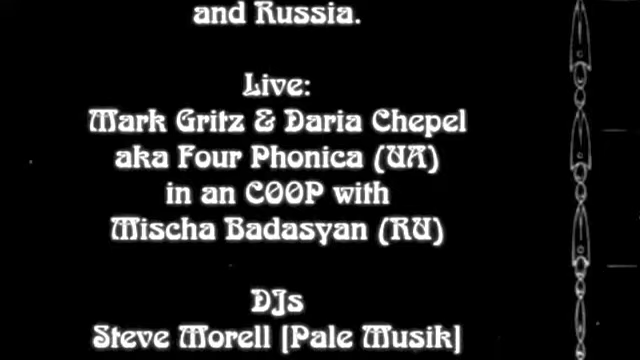 and Russia.
Live:
Mark Gritz & Daria Chepel
aka Four Phonica (UA)
in an COOP with
Mischa Badasyan (RU)
DJs
Steve Morell [Pale Musik]